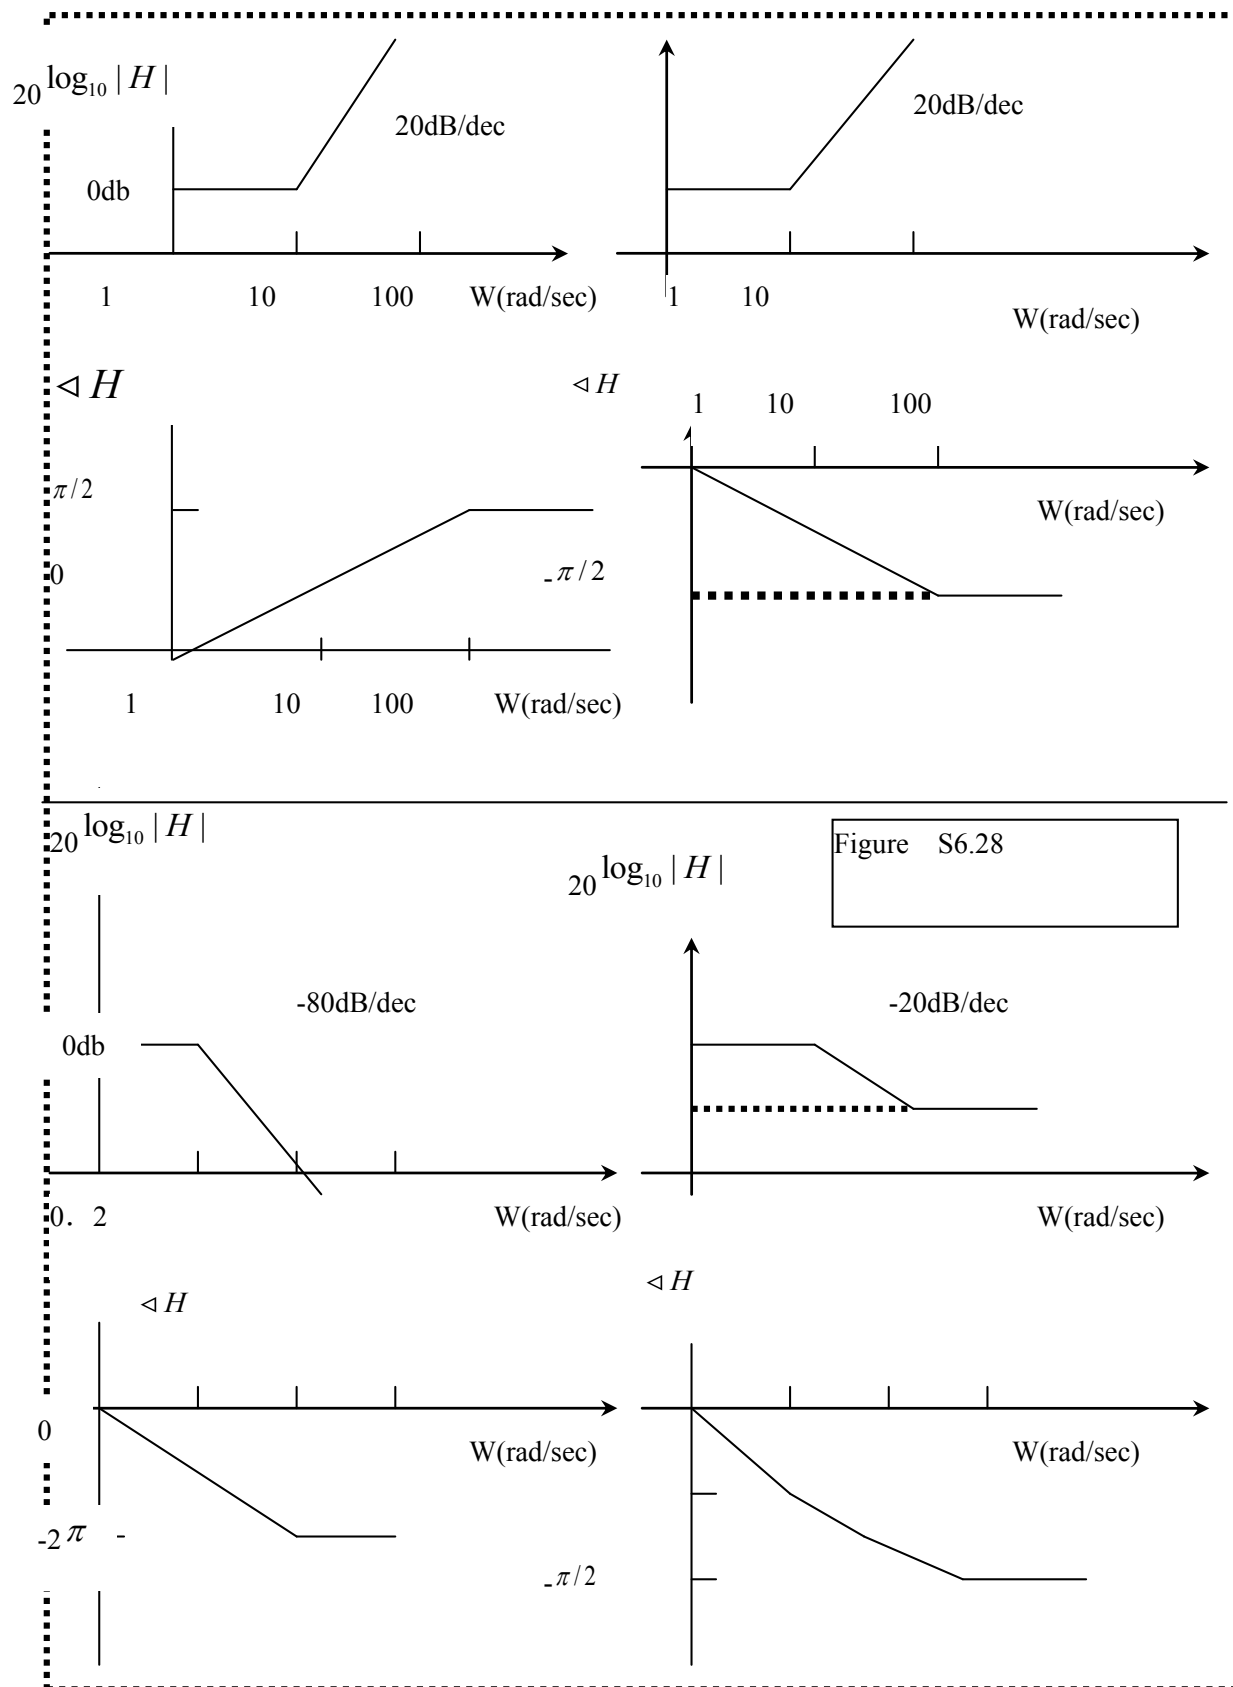 20 log₁₀ | H |
20dB/dec
20dB/dec
0db
1 10 100 W(rad/sec)
1 10
W(rad/sec)
⊲ H
⊲ H
1 10 100
π/2
W(rad/sec)
0
-π/2
1 10 100 W(rad/sec)
20 log₁₀ | H |
Figure S6.28
20 log₁₀ | H |
-80dB/dec
-20dB/dec
0db
0. 2
W(rad/sec)
W(rad/sec)
⊲ H
⊲ H
0
W(rad/sec)
W(rad/sec)
-2π -
-π/2